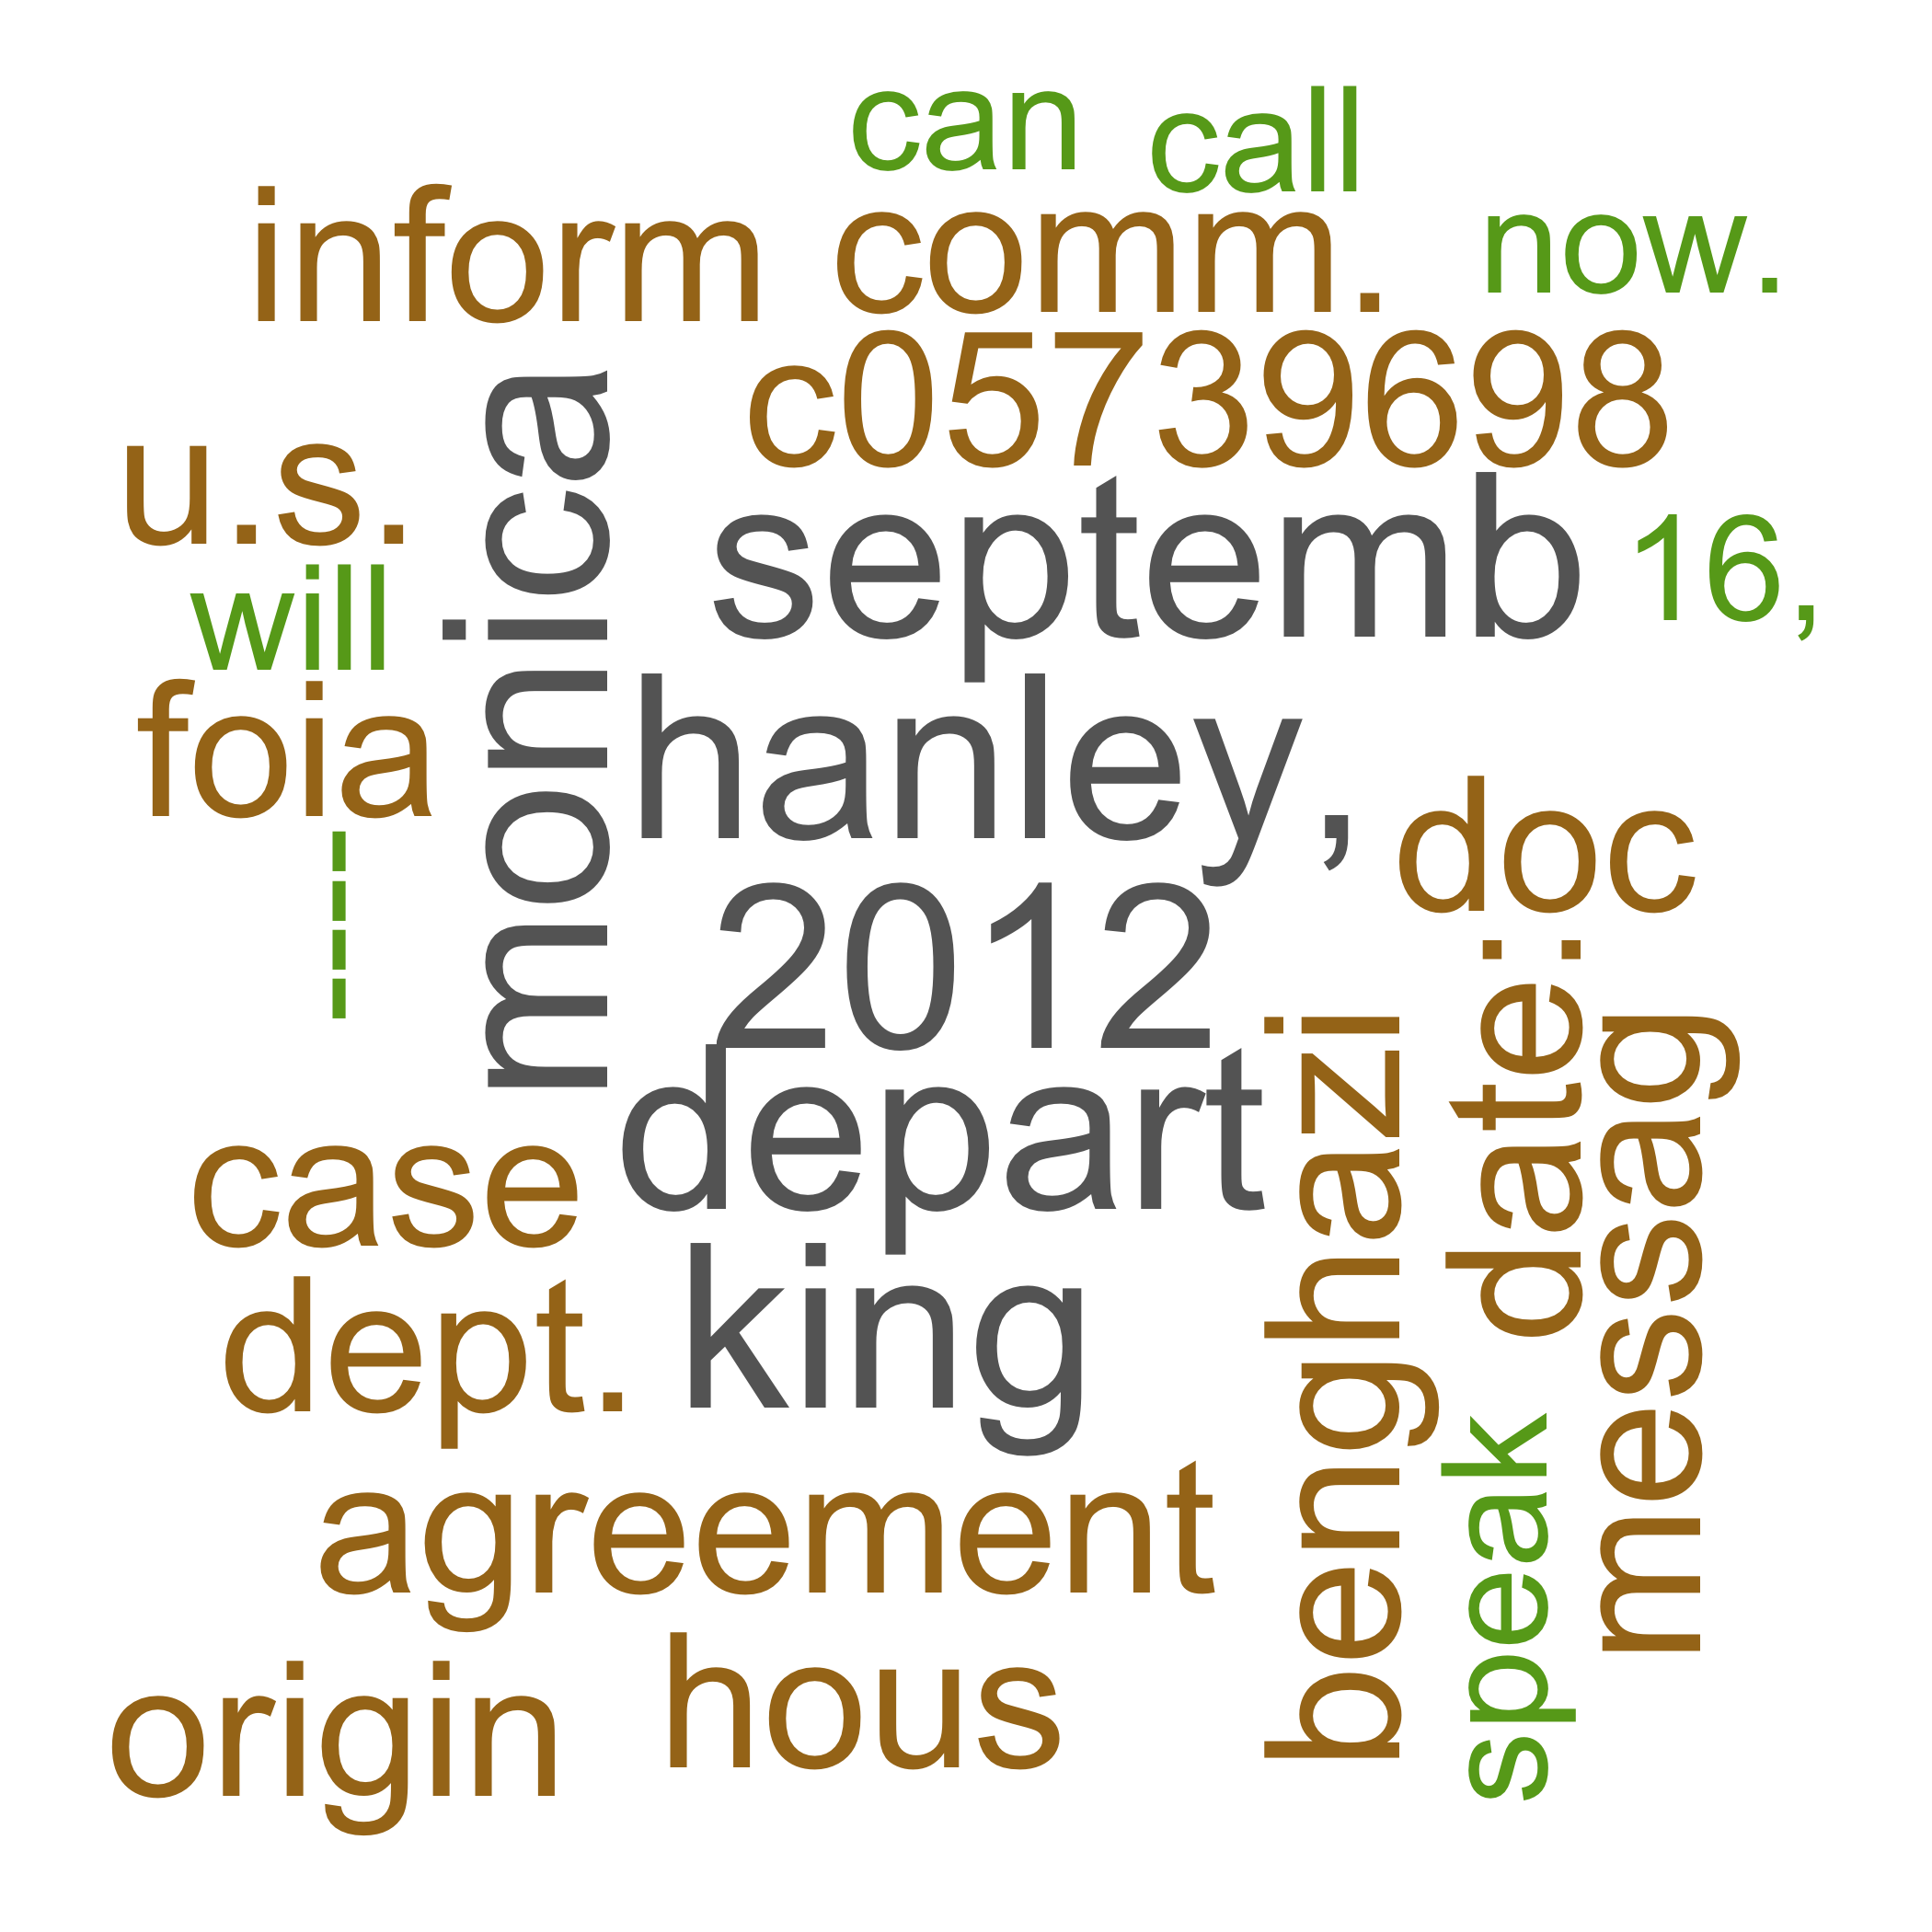 can
call
inform
comm.
now.
c05739698
monica
u.s.
septemb
16,
will
foia
hanley,
doc
----
2012
date:
benghazi
messag
depart
case
king
dept.
speak
agreement
hous
origin